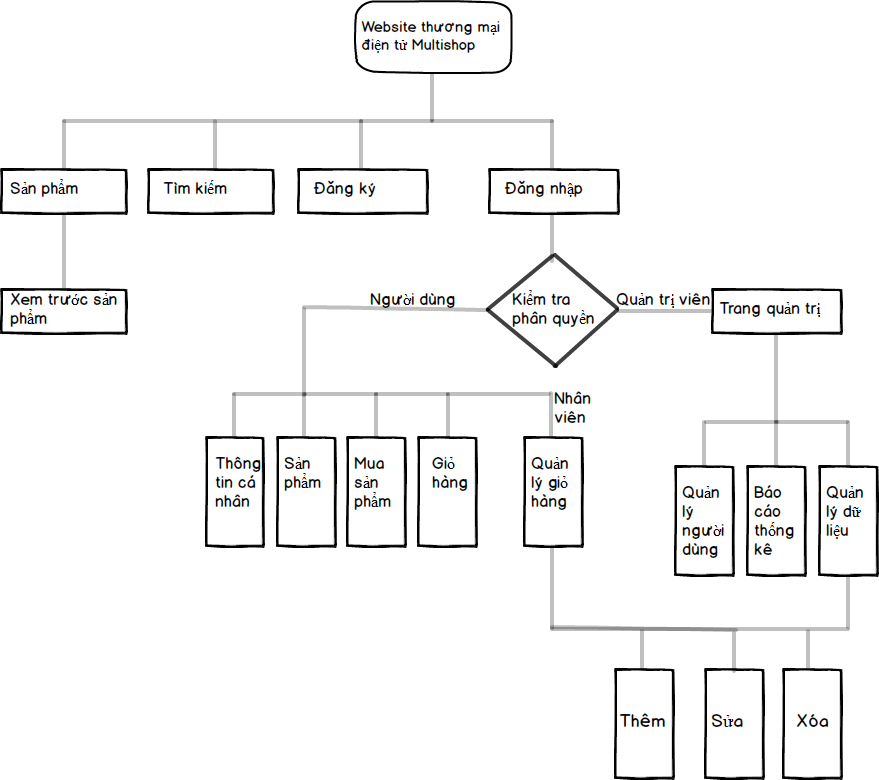 Website thương mại
điện tử Multishop
Sản phẩm
Tìm kiếm
Đăng ký
Đăng nhập
Xem trước sản
phẩm
Người dùng
Kiểm tra
phân quyền
Quản trị viên
Trang quản trị
Nhân
viên
Thông
tin cá
nhân
Sản
phẩm
Mua
sản
phẩm
Giỏ
hàng
Quản
lý giỏ
hàng
Quản
lý
người
dùng
Báo
cáo
thống
kê
Quản
lý dữ
liệu
Thêm
Sửa
Xóa